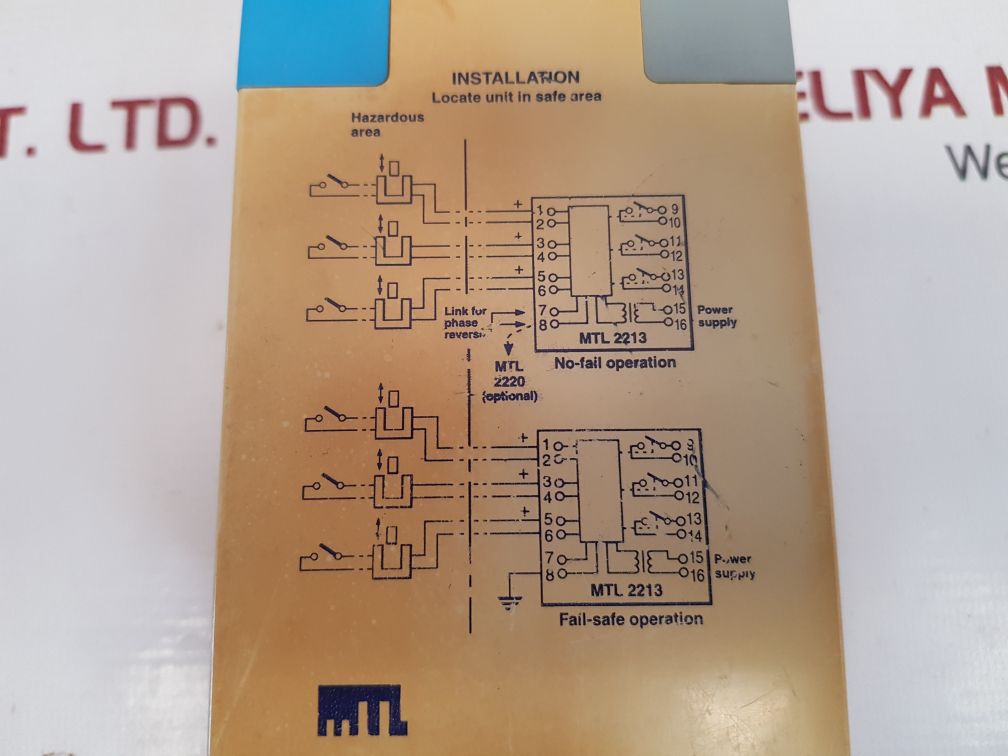 INSTALLATION
Locate unit in safe area
Hazardous
area
T. LTD.
ELIYA M
We
+
1
2
+
3
4
+
5
6
7
8
9
10
11
12
13
14
15
16
Power
supply
Link for
phase
MTL 2213
No-fail operation
MTL
2220
(optional)
+
1
2
+
3
4
+
5
6
7
8
9
10
11
12
13
14
15
16
Power
supply
MTL 2213
Fail-safe operation
MTL